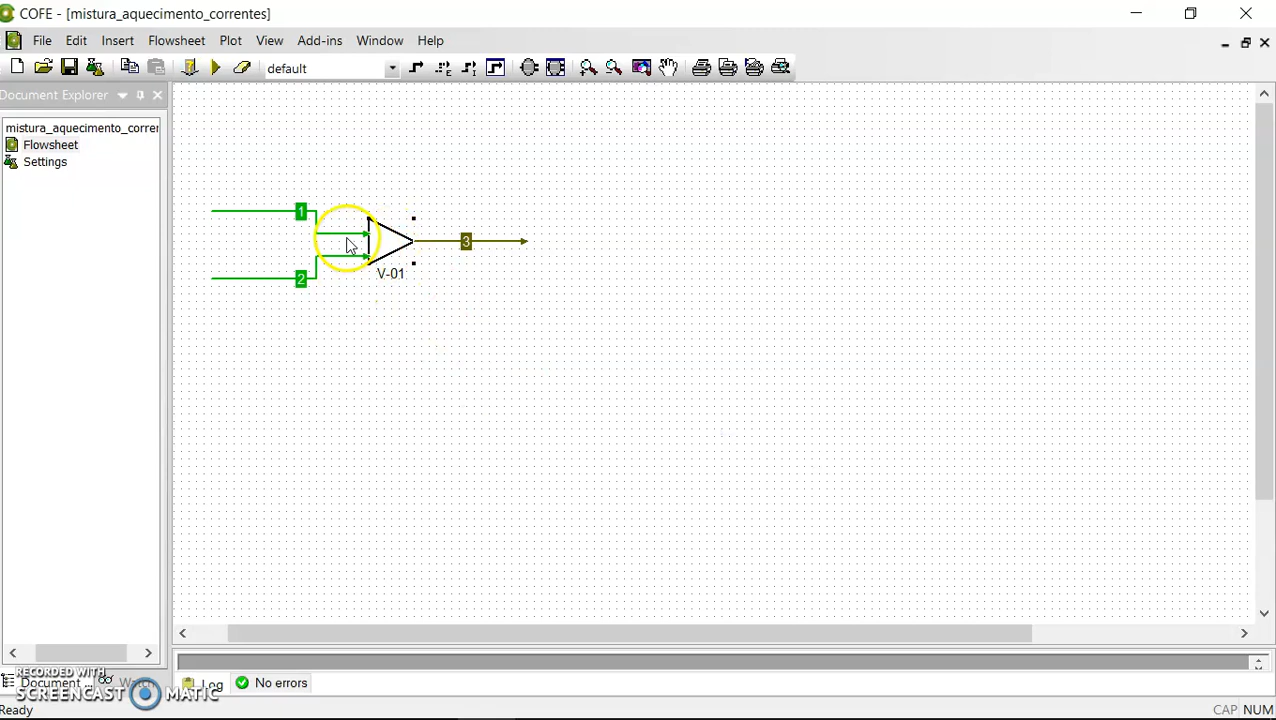 COFE - [mistura_aquecimento_correntes]
File Edit Insert Flowsheet Plot View Add-ins Window Help
default
Document Explorer
mistura_aquecimento_correr
Flowsheet
Settings
1
2
3
V-01
RECORDED WITH
SCREENCAST MATIC
Document ...
Log
No errors
Ready
CAP NUM